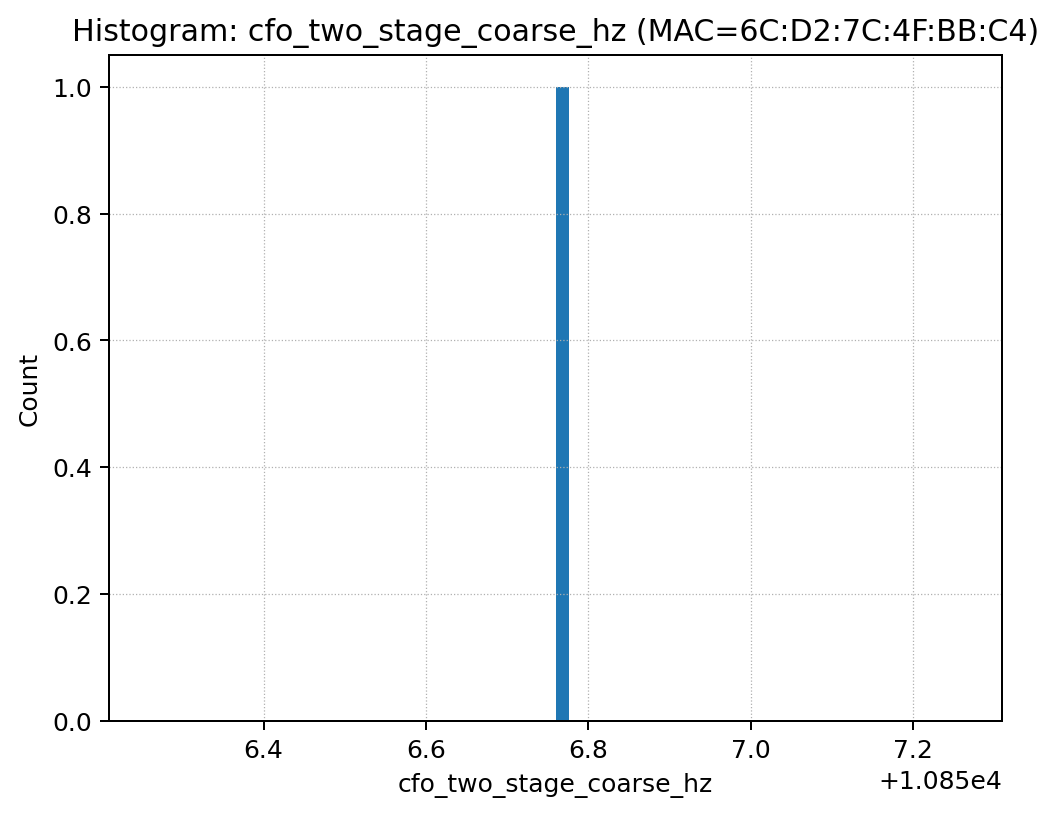 Histogram: cfo_two_stage_coarse_hz (MAC=6C:D2:7C:4F:BB:C4)
1.0
0.8
0.6
0.4
0.2
0.0
Count
6.4 6.6 6.8 7.0 7.2
cfo_two_stage_coarse_hz
+1.085e4